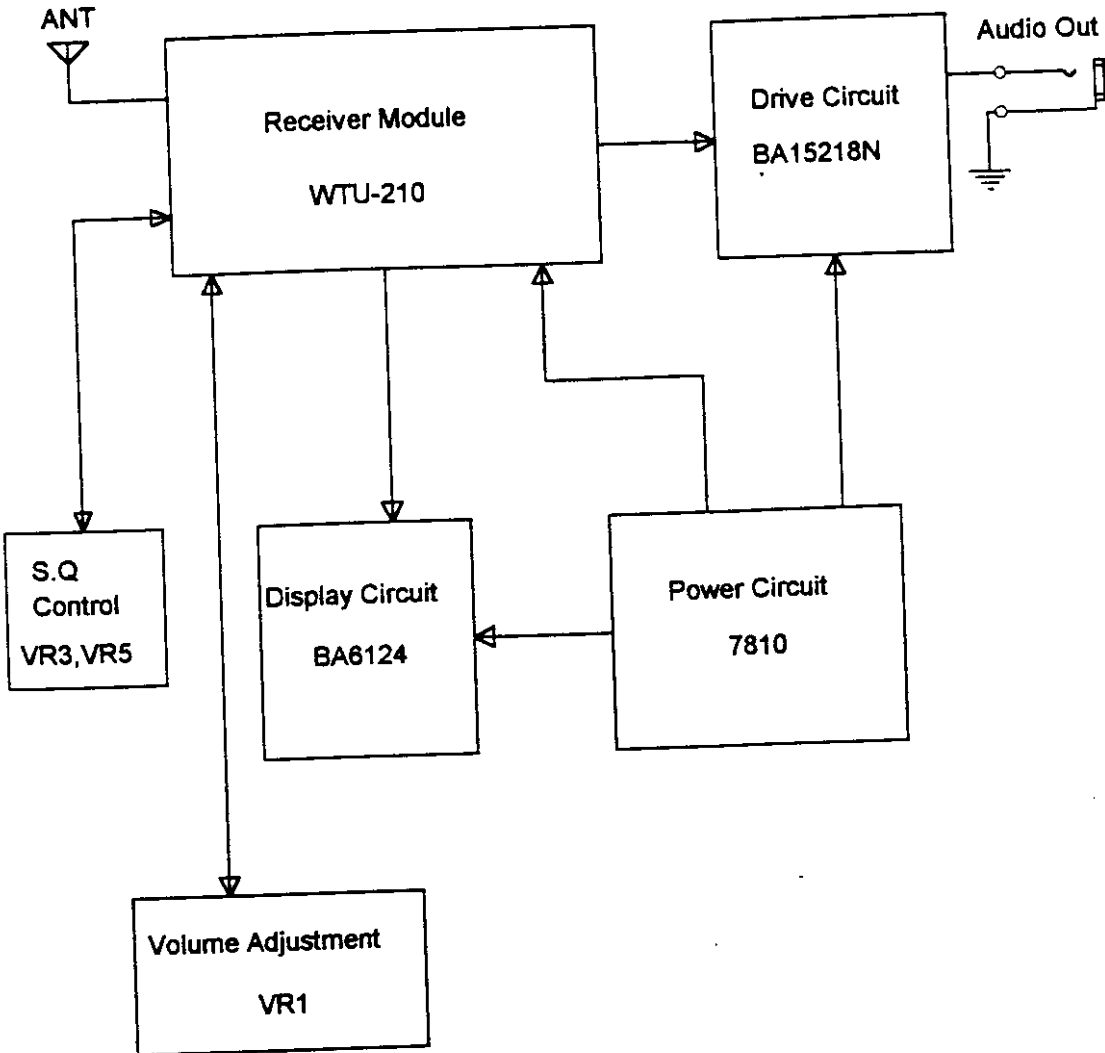 ANT
Audio Out
Receiver Module
WTU-210
Drive Circuit
BA15218N
S.Q
Control
VR3,VR5
Display Circuit
BA6124
Power Circuit
7810
Volume Adjustment
VR1